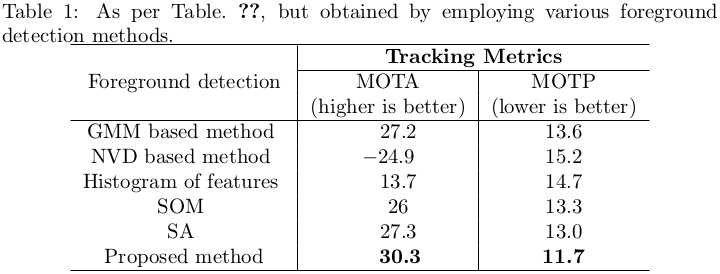 Table 1: As per Table. ??, but obtained by employing various foreground
detection methods.
Tracking Metrics
Foreground detection MOTA MOTP
(higher is better) (lower is better)
GMM based method 27.2 13.6
NVD based method −24.9 15.2
Histogram of features 13.7 14.7
SOM 26 13.3
SA 27.3 13.0
Proposed method 30.3 11.7